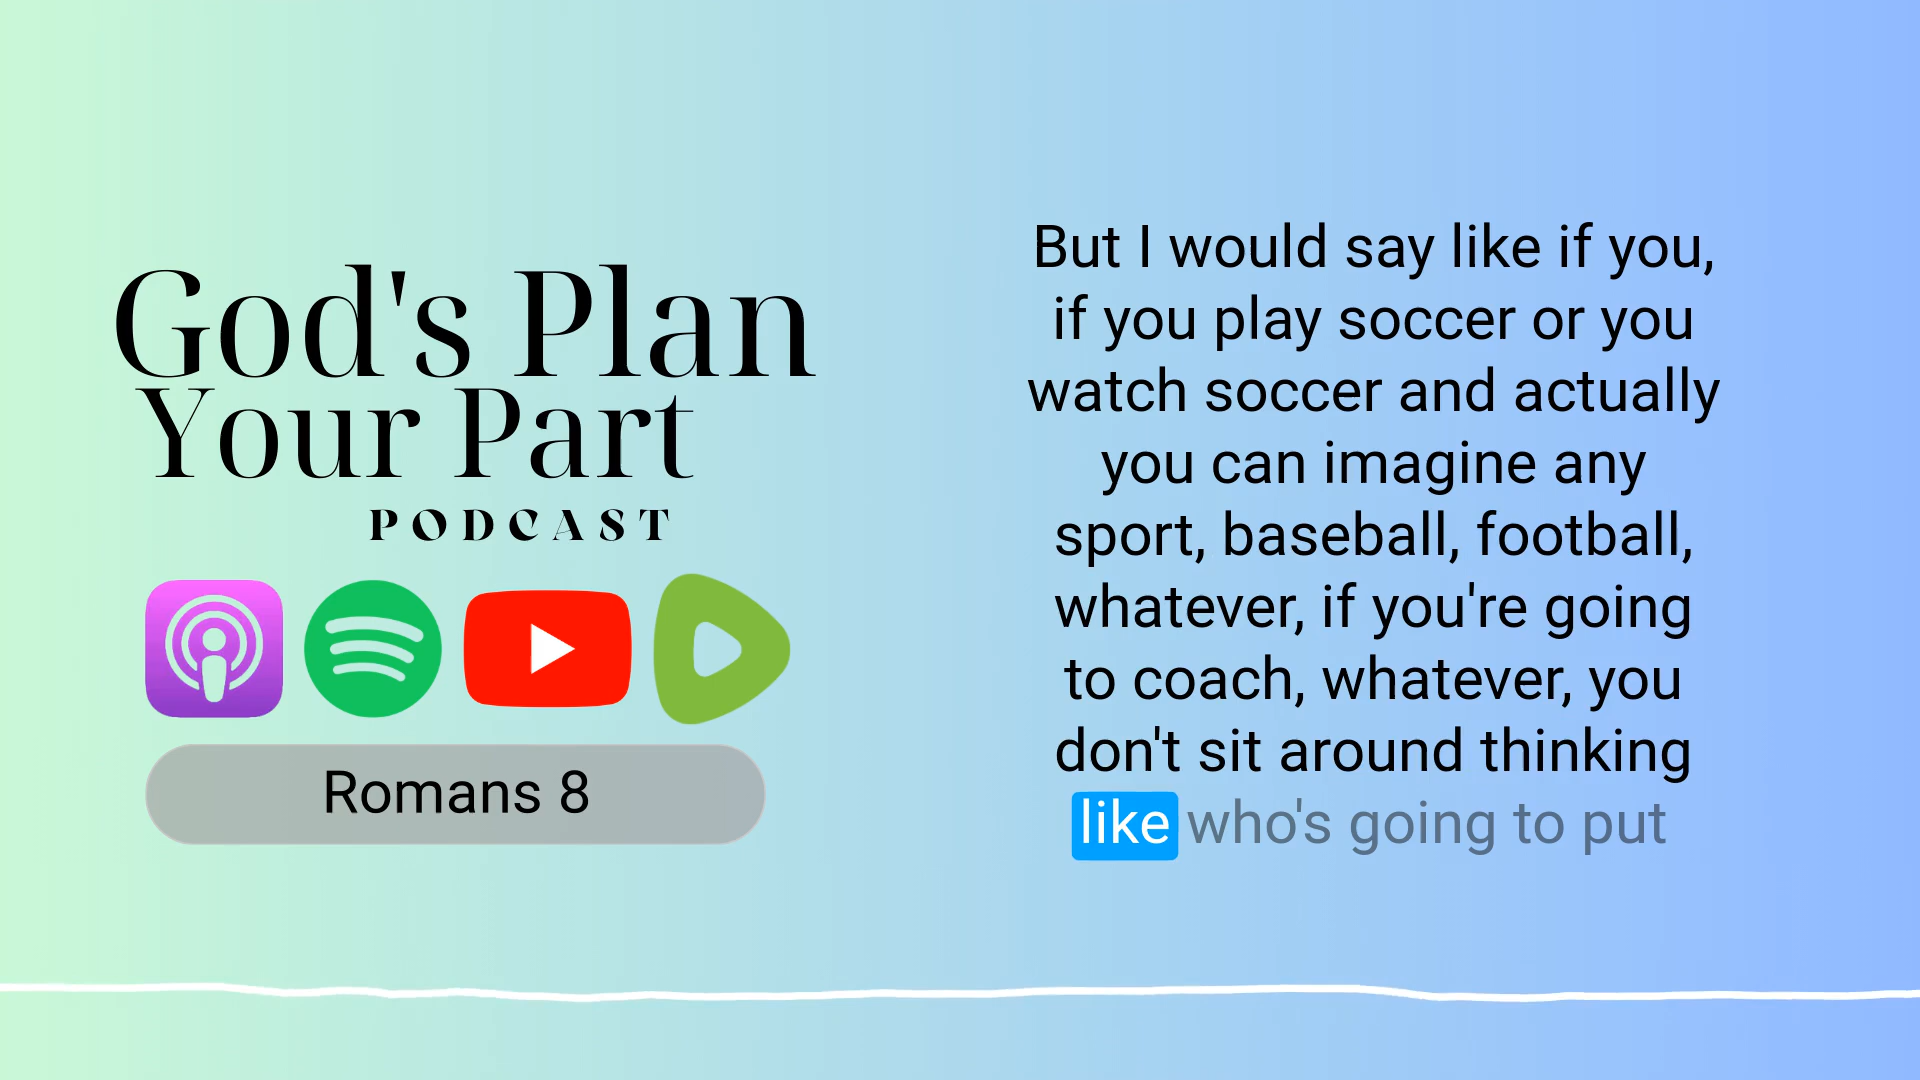 God's Plan
Your Part
PODCAST
Romans 8
But I would say like if you,
if you play soccer or you
watch soccer and actually
you can imagine any
sport, baseball, football,
whatever, if you're going
to coach, whatever, you
don't sit around thinking
like who's going to put